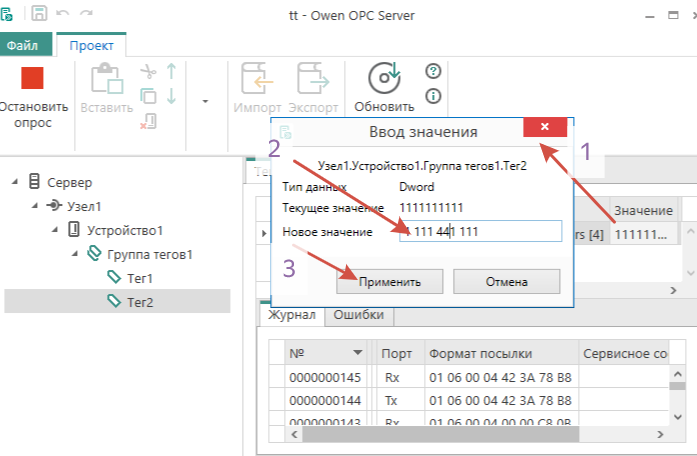 tt - Owen OPC Server
Файл Проект
Остановить опрос
Вставить
Импорт Экспорт
Обновить
Ввод значения
1
2
Узел1.Устройство1.Группа тегов1.Тег2
Тип данных Dword
Текущее значение 1111111111
Новое значение 1 111 441 111
3
Применить Отмена
Сервер
Узел1
Устройство1
Группа тегов1
Тег1
Тег2
Значение
rs [4] 111111...
Журнал Ошибки
№ Порт Формат посылки Сервисное со
0000000145 Rx 01 06 00 04 42 3A 78 B8
0000000144 Tx 01 06 00 04 42 3A 78 B8
0000000143 Rx 01 06 00 04 00 00 C8 0B